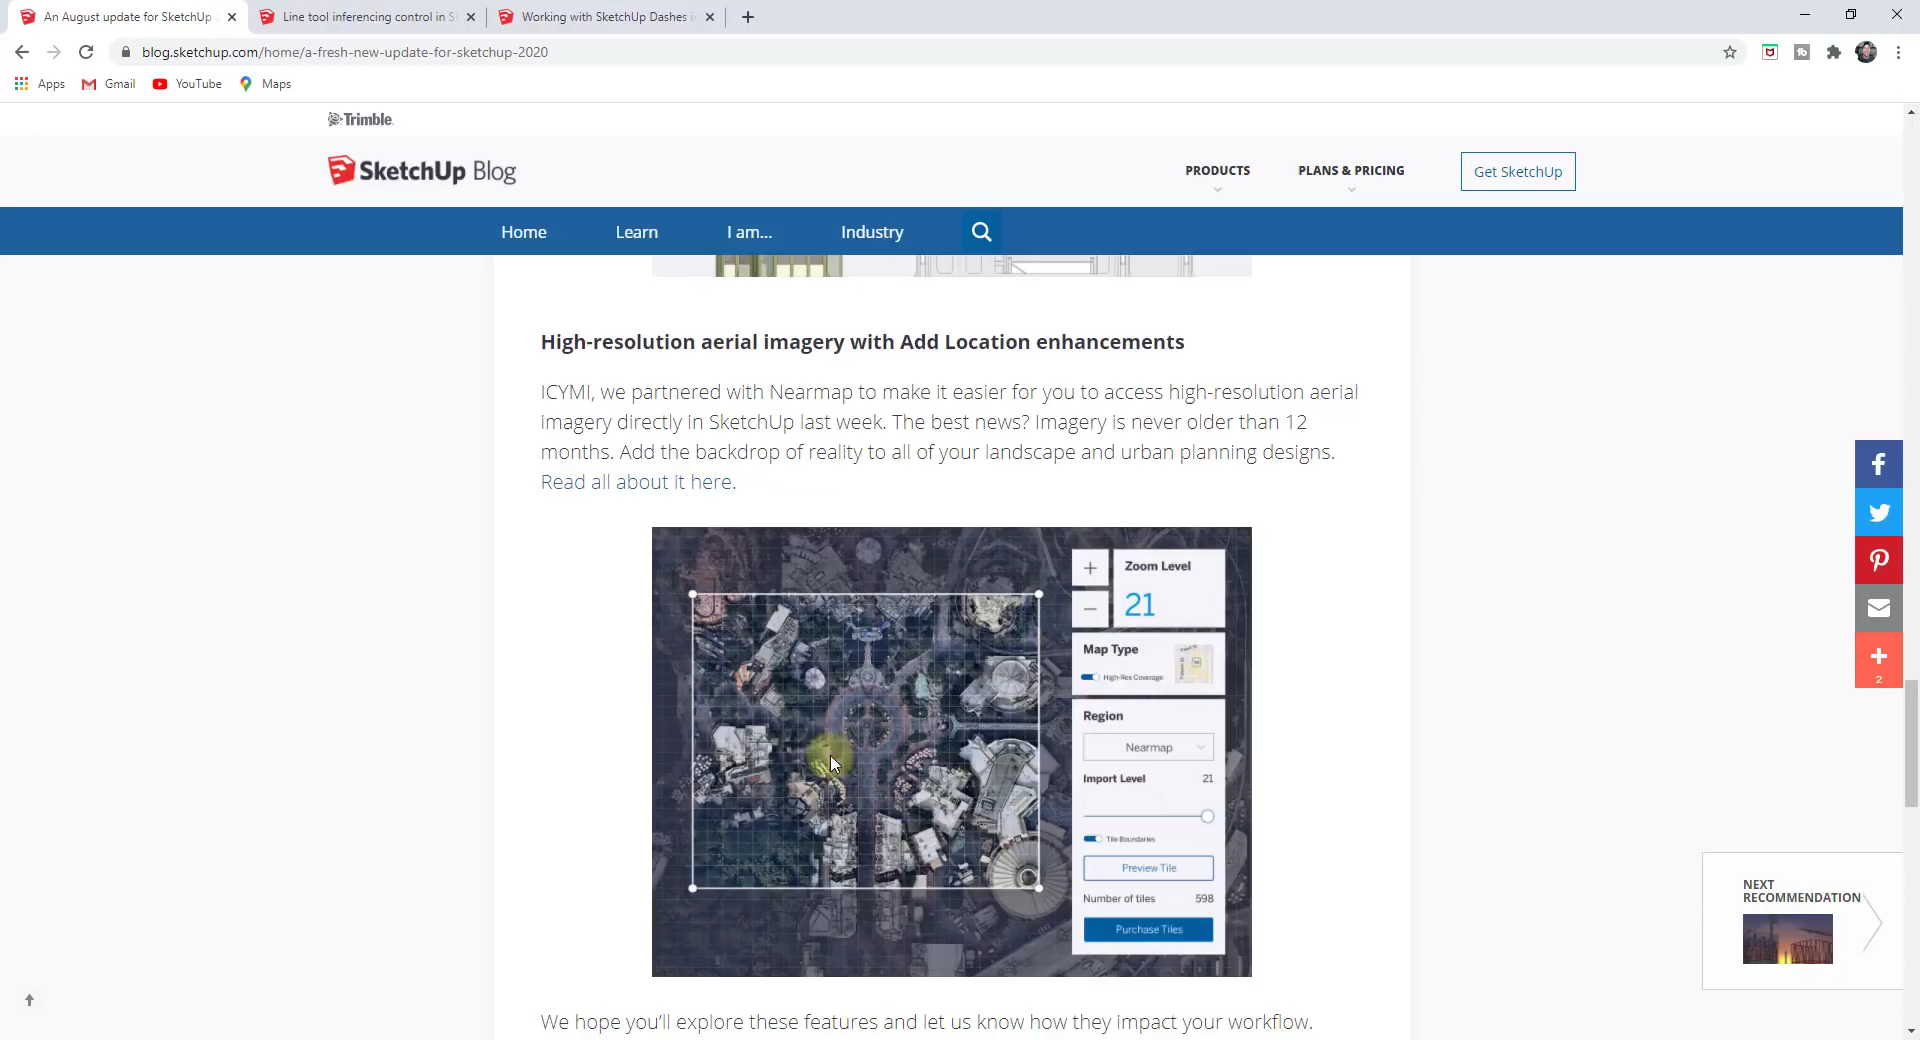 An August update for SketchUp
Line tool inferencing control in S
Working with SketchUp Dashes i
blog.sketchup.com/home/a-fresh-new-update-for-sketchup-2020
Apps
Gmail
YouTube
Maps
Trimble
SketchUp Blog
PRODUCTS
PLANS & PRICING
Get SketchUp
Home
Learn
I am...
Industry
High-resolution aerial imagery with Add Location enhancements
ICYMI, we partnered with Nearmap to make it easier for you to access high-resolution aerial
imagery directly in SketchUp last week. The best news? Imagery is never older than 12
months. Add the backdrop of reality to all of your landscape and urban planning designs.
Read all about it here.
Zoom Level
21
Map Type
High-Res Coverage
Region
Nearmap
Import Level 21
Tile Boundaries
Preview Tile
Number of tiles 598
Purchase Tiles
2
NEXT
RECOMMENDATION
We hope you'll explore these features and let us know how they impact your workflow.